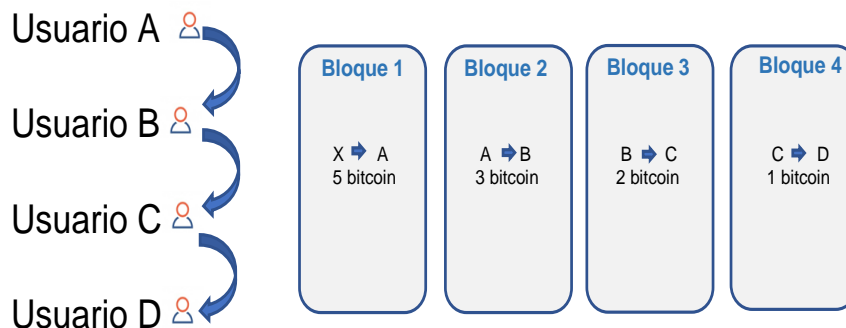 Usuario A
Usuario B
Usuario C
Usuario D
Bloque 1
X A
5 bitcoin
Bloque 2
A B
3 bitcoin
Bloque 3
B C
2 bitcoin
Bloque 4
C D
1 bitcoin